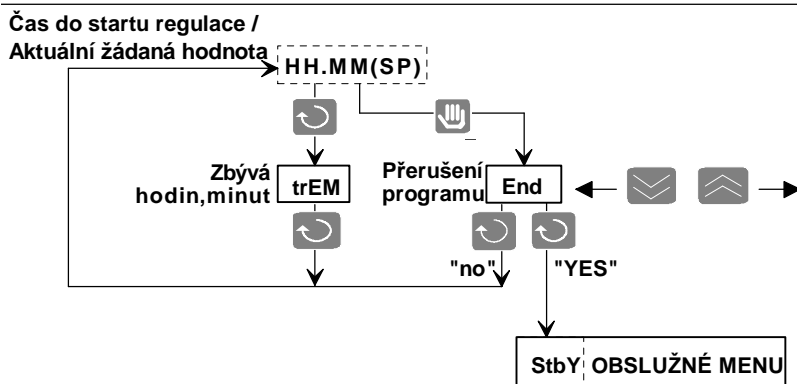 Čas do startu regulace /
Aktuální žádaná hodnota
HH.MM(SP)
Zbývá
hodin,minut
trEM
Přerušení
programu
End
"no"
"YES"
StbY OBSLUŽNÉ MENU